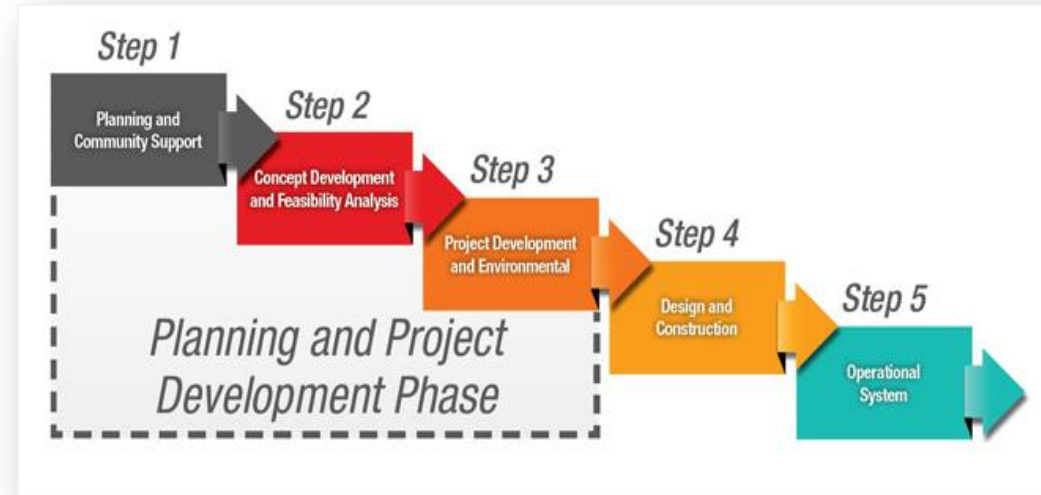 Step 1
Planning and
Community Support
Step 2
Concept Development
and Feasibility Analysis
Step 3
Project Development
and Environmental
Step 4
Design and
Construction
Step 5
Operational
System
Planning and Project
Development Phase